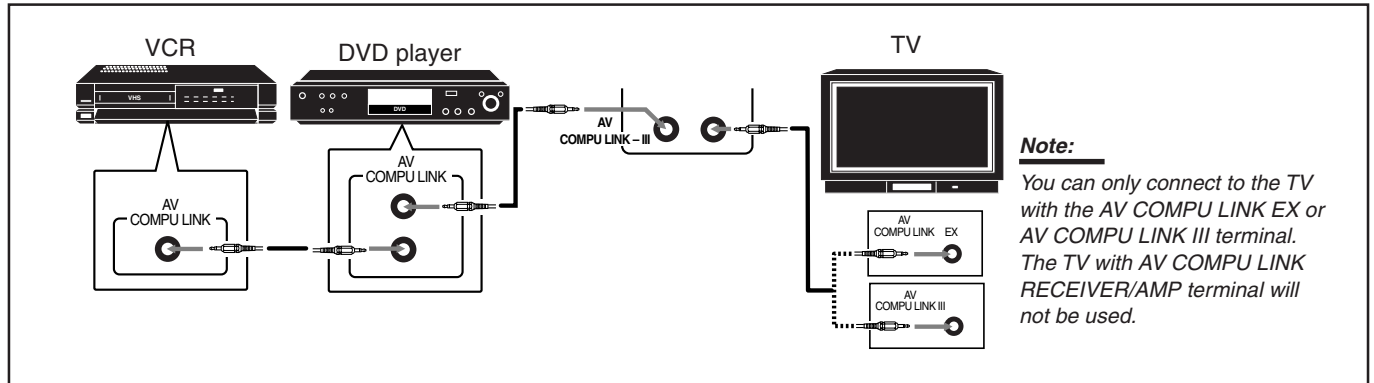 VCR
DVD player
TV
VHS
DVD
AV
COMPU LINK
AV
COMPU LINK
AV
COMPU LINK – III
AV
COMPU LINK EX
AV
COMPU LINK III
Note:
You can only connect to the TV
with the AV COMPU LINK EX or
AV COMPU LINK III terminal.
The TV with AV COMPU LINK
RECEIVER/AMP terminal will
not be used.